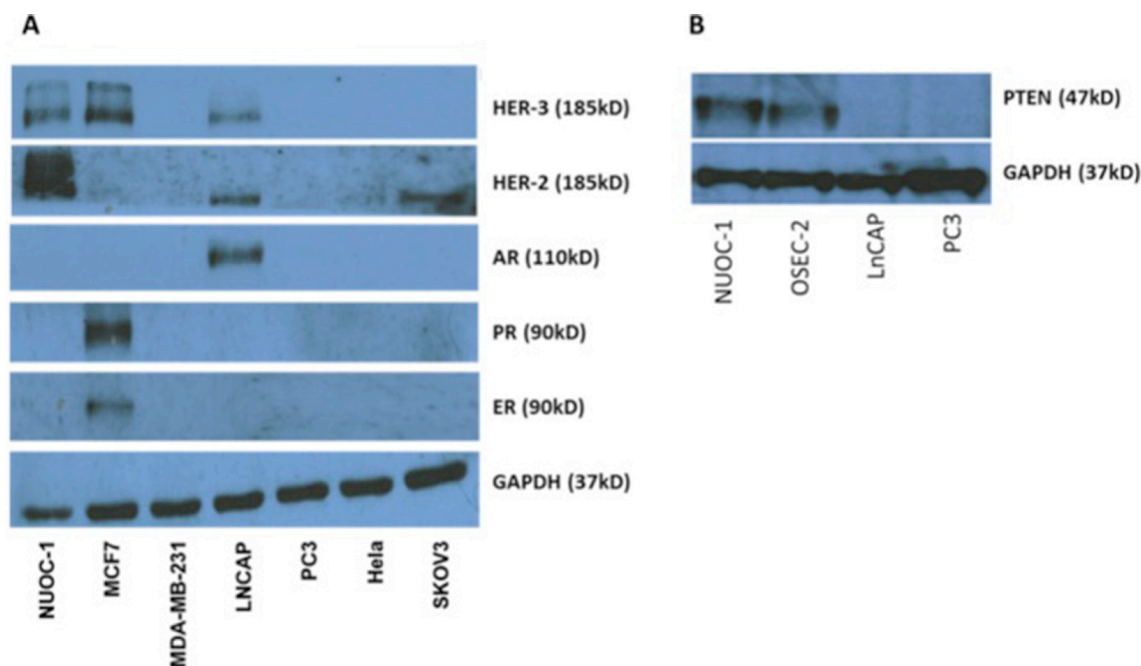 A
HER-3 (185kD)
HER-2 (185kD)
AR (110kD)
PR (90kD)
ER (90kD)
GAPDH (37kD)
NUOC-1
MCF7
MDA-MB-231
LNCAP
PC3
Hela
SKOV3
B
PTEN (47kD)
GAPDH (37kD)
NUOC-1
OSEC-2
LnCAP
PC3